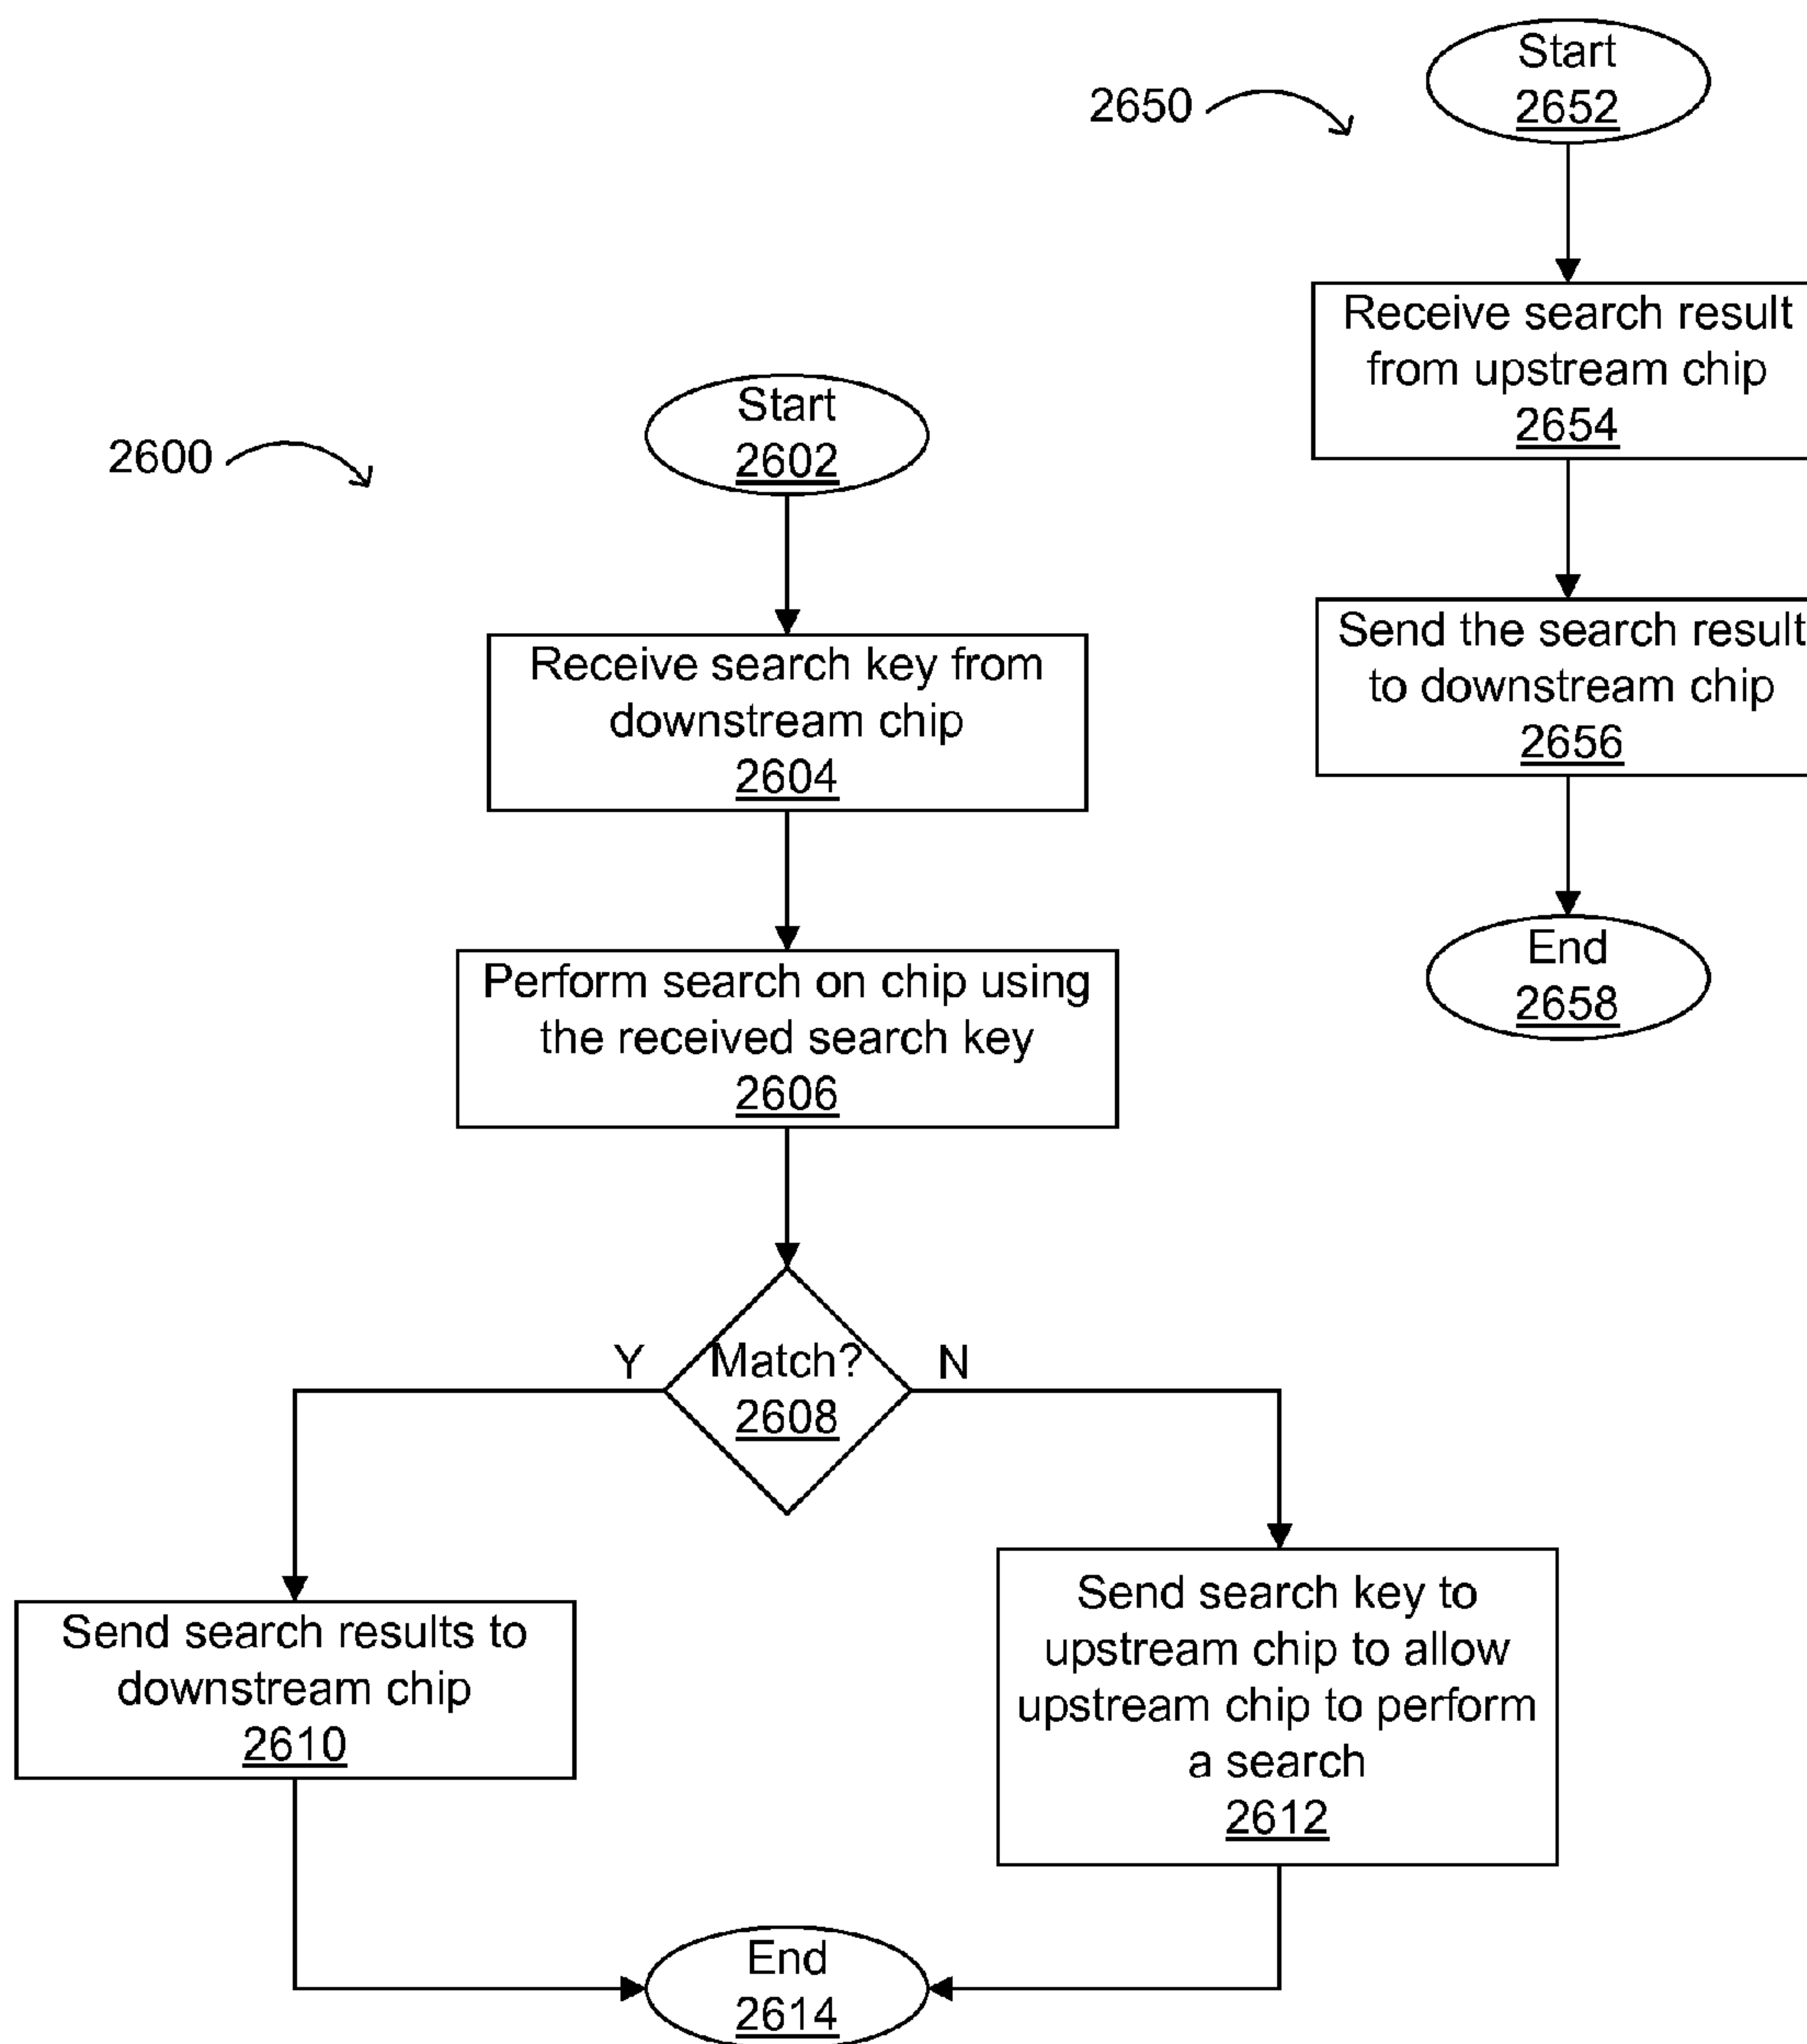 2600
Start
2602
Receive search key from
downstream chip
2604
Perform search on chip using
the received search key
2606
Match?
2608
Y
N
Send search results to
downstream chip
2610
Send search key to
upstream chip to allow
upstream chip to perform
a search
2612
End
2614
2650
Start
2652
Receive search result
from upstream chip
2654
Send the search result
to downstream chip
2656
End
2658